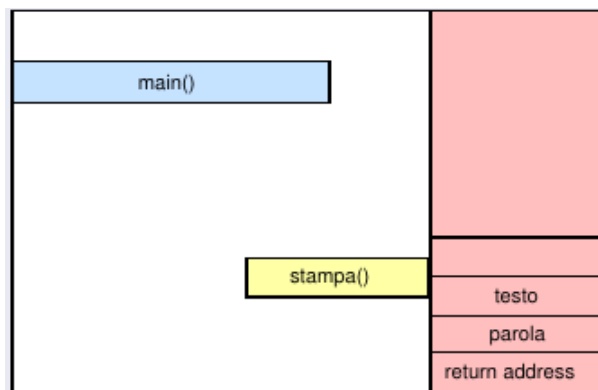 main()
stampa()
testo
parola
return address